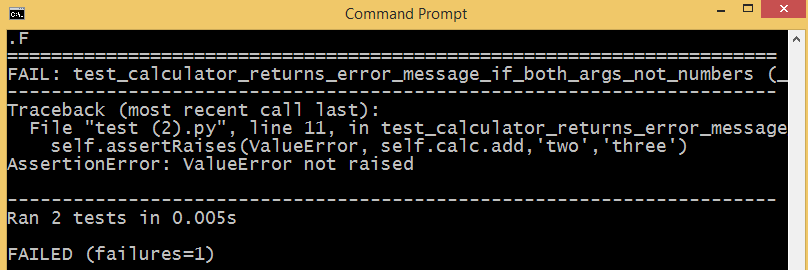 Command Prompt
.F
======================================================================
FAIL: test_calculator_returns_error_message_if_both_args_not_numbers (_
----------------------------------------------------------------------
Traceback (most recent call last):
  File "test (2).py", line 11, in test_calculator_returns_error_message
    self.assertRaises(ValueError, self.calc.add,'two','three')
AssertionError: ValueError not raised
----------------------------------------------------------------------
Ran 2 tests in 0.005s
FAILED (failures=1)